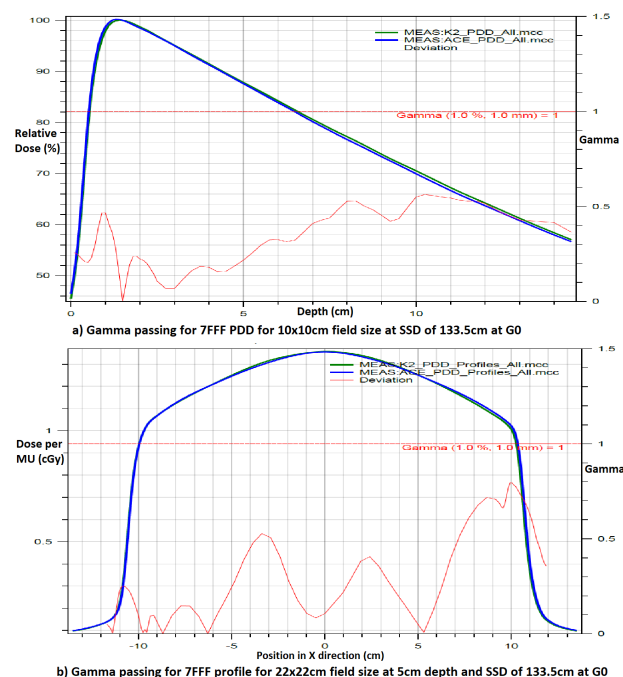 100
90
80
70
60
50
Relative
Dose (%)
MEAS:K2_PDD_All.mcc
MEAS:ACE_PDD_All.mcc
Deviation
Gamma (1.0 %, 1.0 mm) = 1
1.5
1
0.5
0
Gamma
0
5
10
Depth (cm)
a) Gamma passing for 7FFF PDD for 10x10cm field size at SSD of 133.5cm at G0
1
0.5
Dose per
MU (cGy)
MEAS:K2_PDD_Profiles_All.mcc
MEAS:ACE_PDD_Profiles_All.mcc
Deviation
Gamma (1.0 %, 1.0 mm) = 1
1.5
1
0.5
0
Gamma
-10
-5
0
5
10
Position in X direction (cm)
b) Gamma passing for 7FFF profile for 22x22cm field size at 5cm depth and SSD of 133.5cm at G0